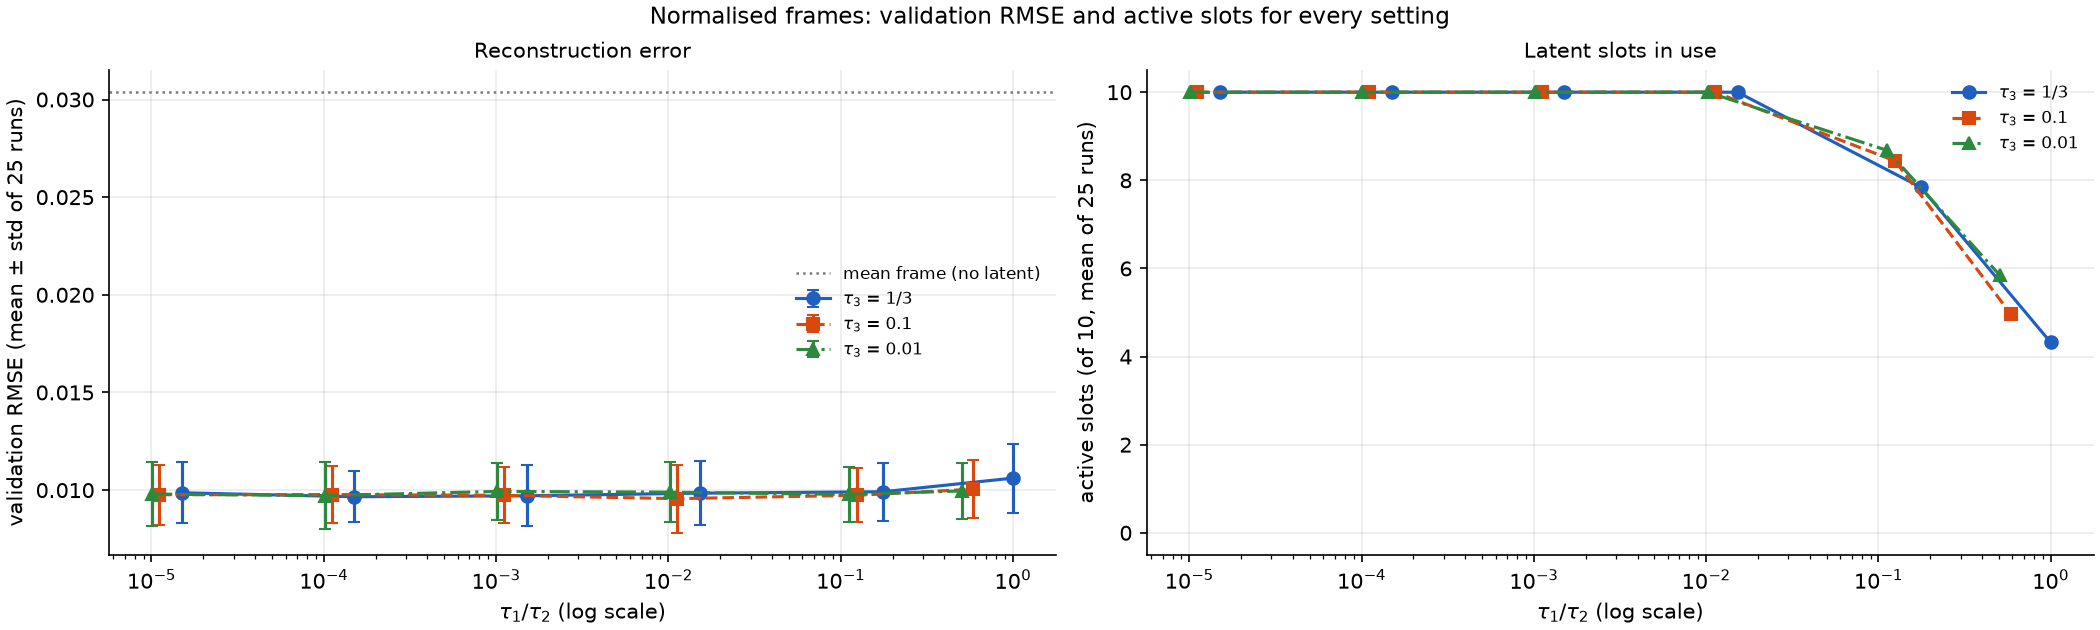 Normalised frames: validation RMSE and active slots for every setting
Reconstruction error
validation RMSE (mean ± std of 25 runs)
0.030
0.025
0.020
0.015
0.010
mean frame (no latent)
τ₃ = 1/3
τ₃ = 0.1
τ₃ = 0.01
10⁻⁵ 10⁻⁴ 10⁻³ 10⁻² 10⁻¹ 10⁰
τ₁/τ₂ (log scale)
Latent slots in use
active slots (of 10, mean of 25 runs)
10
8
6
4
2
0
τ₃ = 1/3
τ₃ = 0.1
τ₃ = 0.01
10⁻⁵ 10⁻⁴ 10⁻³ 10⁻² 10⁻¹ 10⁰
τ₁/τ₂ (log scale)